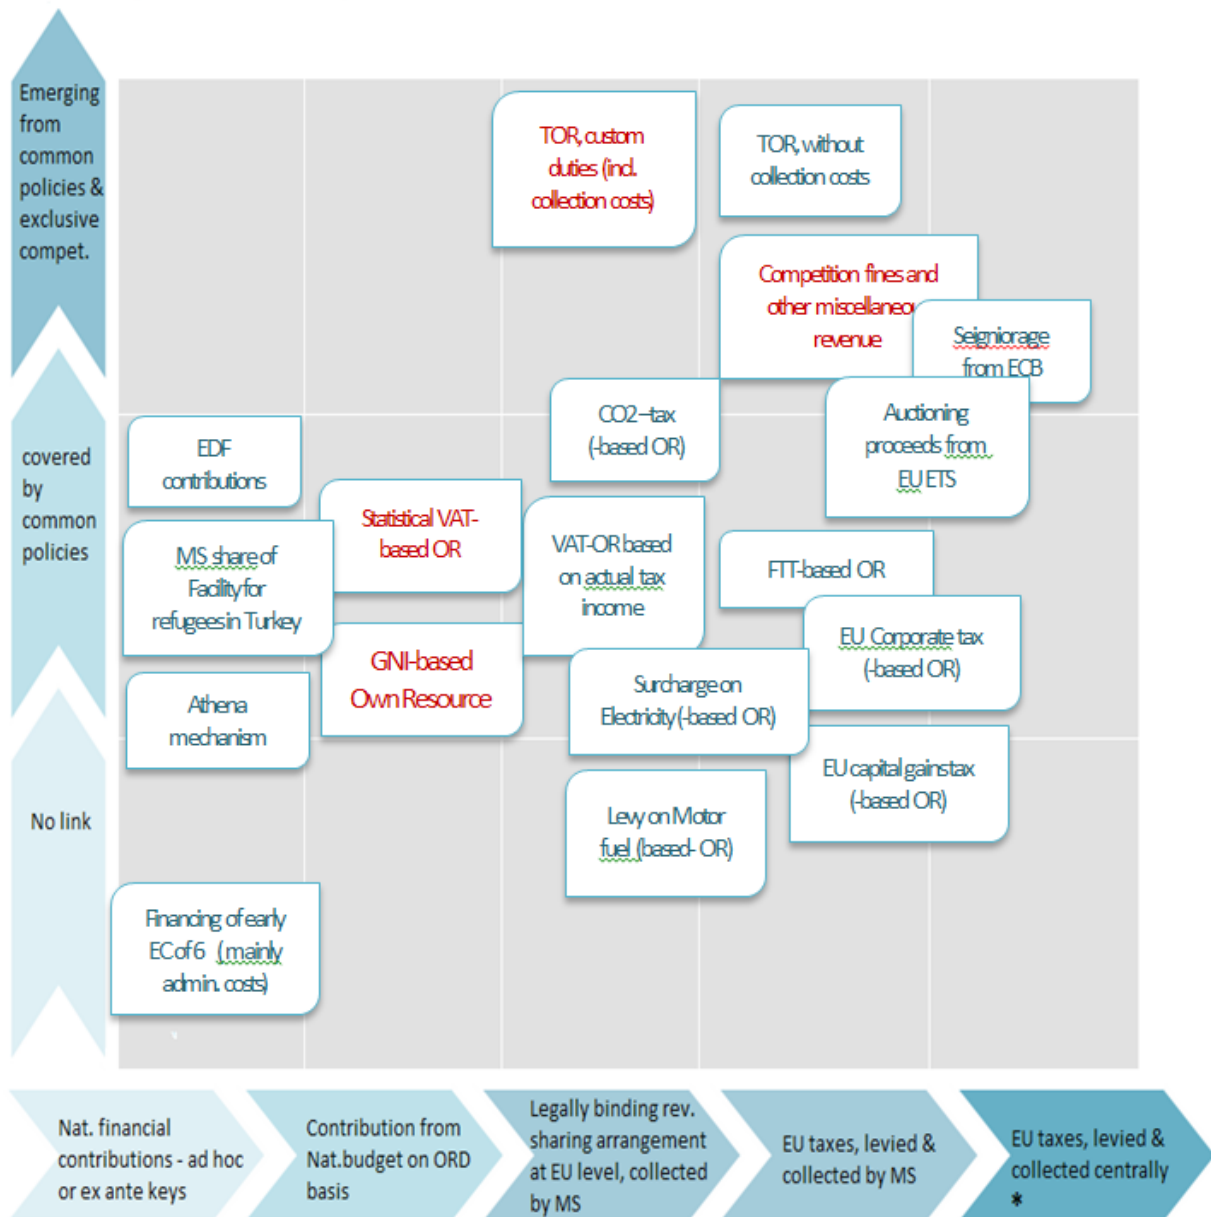 Emerging
from
common
policies &
exclusive
compet.
covered
by
common
policies
No link
TOR, custom
duties (incl.
collection costs)
TOR, without
collection costs
Competition fines and
other miscellaneou
revenue
Seigniorage
from ECB
CO2–tax
(-based OR)
Auctioning
proceeds from
EU ETS
EDF
contributions
Statistical VAT-
based OR
VAT-OR based
on actual tax
income
FTT-based OR
MS share of
Facility for
refugees in Turkey
EU Corporate tax
(-based OR)
GNI-based
Own Resource
Surcharge on
Electricity (-based OR)
Athena
mechanism
EU capital gains tax
(-based OR)
Levy on Motor
fuel (based- OR)
Financing of early
EC of 6 ( mainly
admin. costs)
Nat. financial
contributions - ad hoc
or ex ante keys
Contribution from
Nat.budget on ORD
basis
Legally binding rev.
sharing arrangement
at EU level, collected
by MS
EU taxes, levied &
collected by MS
EU taxes, levied &
collected centrally
*